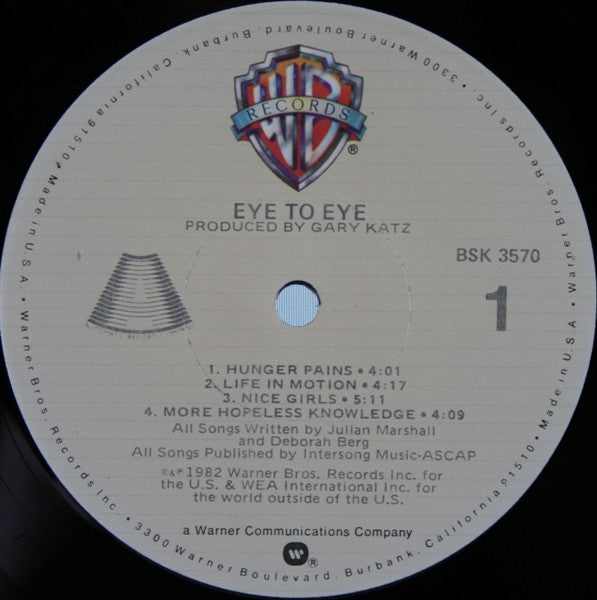 WB
RECORDS
®
EYE TO EYE
PRODUCED BY GARY KATZ
BSK 3570
1
1. HUNGER PAINS • 4:01
2. LIFE IN MOTION • 4:17
3. NICE GIRLS • 5:11
4. MORE HOPELESS KNOWLEDGE • 4:09
All Songs Written by Julian Marshall
and Deborah Berg
All Songs Published by Intersong Music-ASCAP
©&℗1982 Warner Bros. Records Inc. for
the U.S. & WEA International Inc. for
the world outside of the U.S.
a Warner Communications Company
®
• 3300 Warner Boulevard, Burbank, California 91510 • Made in U.S.A. • Warner Bros. Records Inc. • 3300 Warner Boulevard, Burbank, California 91510 • Made in U.S.A. • Warner Bros. Records Inc.